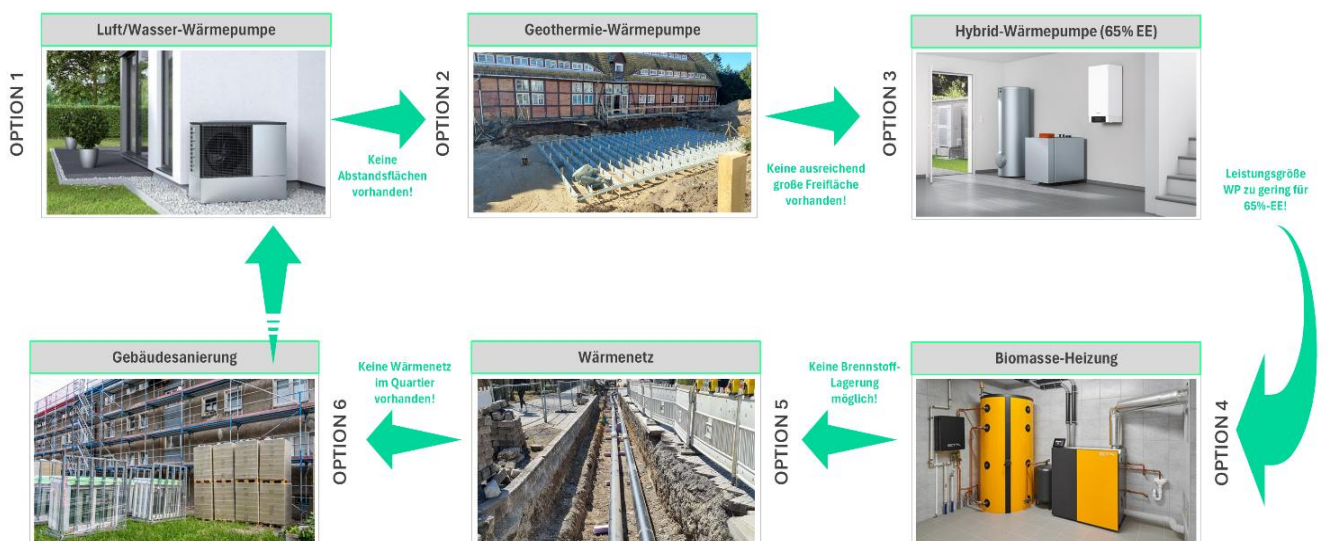 OPTION 1
Luft/Wasser-Wärmepumpe
Keine
Abstandsflächen
vorhanden!
OPTION 2
Geothermie-Wärmepumpe
Keine ausreichend
große Freifläche
vorhanden!
OPTION 3
Hybrid-Wärmepumpe (65% EE)
Leistungsgröße
WP zu gering für
65%-EE!
OPTION 4
Biomasse-Heizung
Keine Brennstoff-
Lagerung
möglich!
OPTION 5
Wärmenetz
Keine Wärmenetz
im Quartier
vorhanden!
OPTION 6
Gebäudesanierung